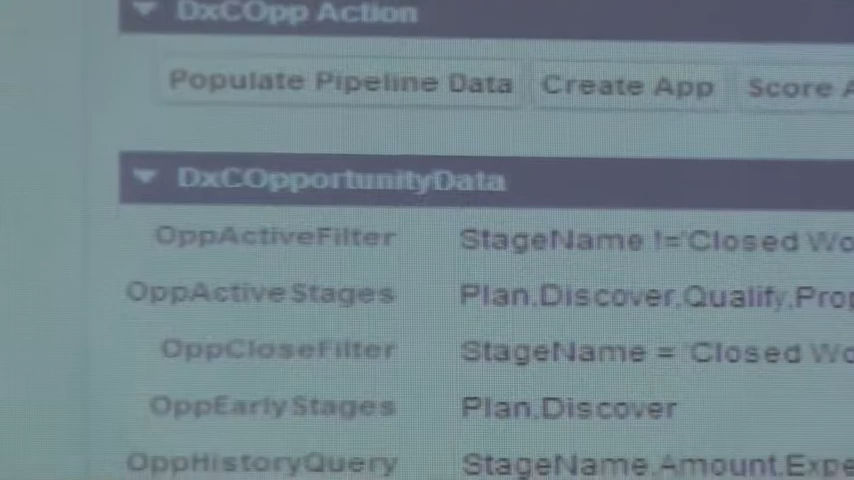 DxCOpp Action
Populate Pipeline Data Create App Score
DxCOpportunityData
OppActiveFilter StageName !='Closed
OppActiveStages Plan,Discover,Qualify,
OppCloseFilter StageName = 'Closed
OppEarlyStages Plan,Discover
OppHistoryQuery StageName,Amount,